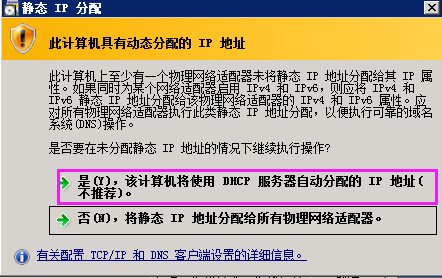 静态 IP 分配
此计算机具有动态分配的 IP 地址
此计算机上至少有一个物理网络适配器未将静态 IP 地址分配给其 IP 属
性。如果同时为某个网络适配器启用 IPv4 和 IPv6，则应将 IPv4 和
IPv6 静态 IP 地址分配给该物理网络适配器的 IPv4 和 IPv6 属性。应
对所有物理网络适配器执行此类静态 IP 地址分配，以便执行可靠的域名
系统(DNS)操作。
是否要在未分配静态 IP 地址的情况下继续执行操作?
是(Y)，该计算机将使用 DHCP 服务器自动分配的 IP 地址(
不推荐)。
否(N)，将静态 IP 地址分配给所有物理网络适配器。
有关配置 TCP/IP 和 DNS 客户端设置的详细信息。